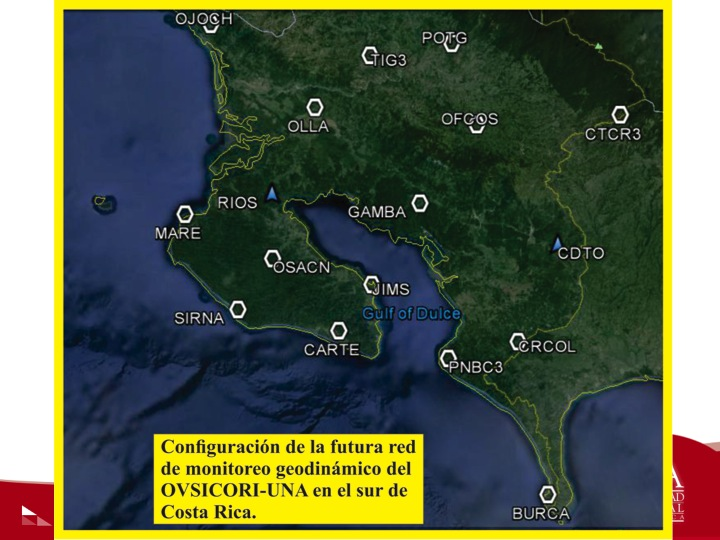 OJOCH
POTG
TIG3
OLLA
OFCOS
CTCR3
RIOS
GAMBA
MARE
CDTO
OSACN
JIMS
Gulf of Dulce
SIRNA
CARTE
CRCOL
PNBC3
Configuración de la futura red
de monitoreo geodinámico del
OVSICORI-UNA en el sur de
Costa Rica.
BURCA